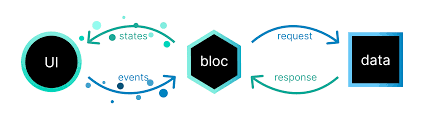 states
request
UI
bloc
data
events
response